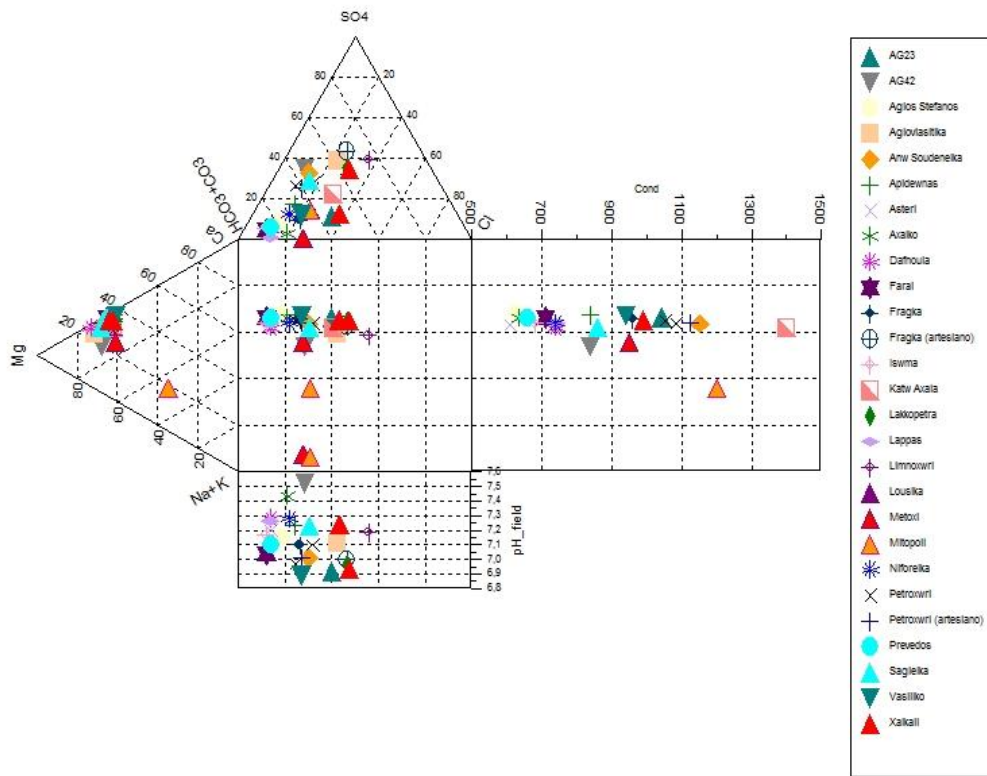 SO4
80 20
60 40
40 60
20 80
HCO3+CO3
Ca
Cl
Cond
500 700 900 1100 1300 1500
80
60
40
20
Mg
80
60
40
20
Na+K
7,6
7,5
7,4
7,3
7,2
7,1
7,0
6,9
6,8
pH_field
AG23
AG42
Agios Stefanos
Agiovlasitika
Anw Soudeneika
Apidewnas
Asteri
Axaiko
Dafnoula
Farai
Fragka
Fragka (artesiano)
Iswma
Katw Axaia
Lakkopetra
Lappas
Limnoxwri
Lousika
Metoxi
Mitopoli
Niforeika
Petroxwri
Petroxwri (artesiano)
Prevedos
Sagieika
Vasiliko
Xaikali